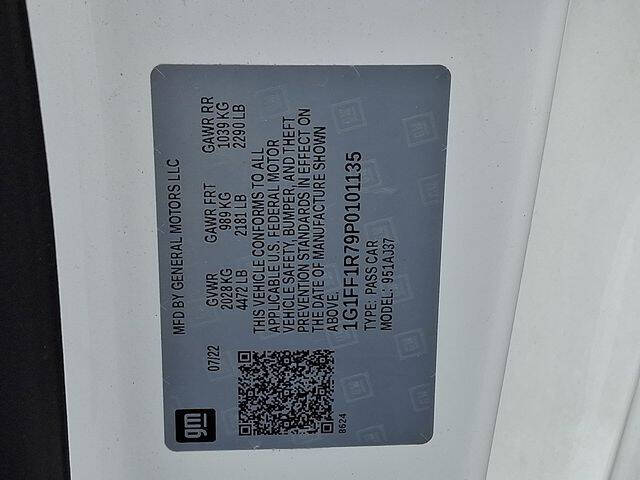 gm
MFD BY GENERAL MOTORS LLC
07/22 GVWR GAWR FRT GAWR RR
2028 KG 989 KG 1039 KG
4472 LB 2181 LB 2290 LB
THIS VEHICLE CONFORMS TO ALL
APPLICABLE U.S. FEDERAL MOTOR
VEHICLE SAFETY, BUMPER, AND THEFT
PREVENTION STANDARDS IN EFFECT ON
THE DATE OF MANUFACTURE SHOWN
ABOVE.
1G1FF1R79P0101135
TYPE: PASS CAR
MODEL: 951AJ37
8624